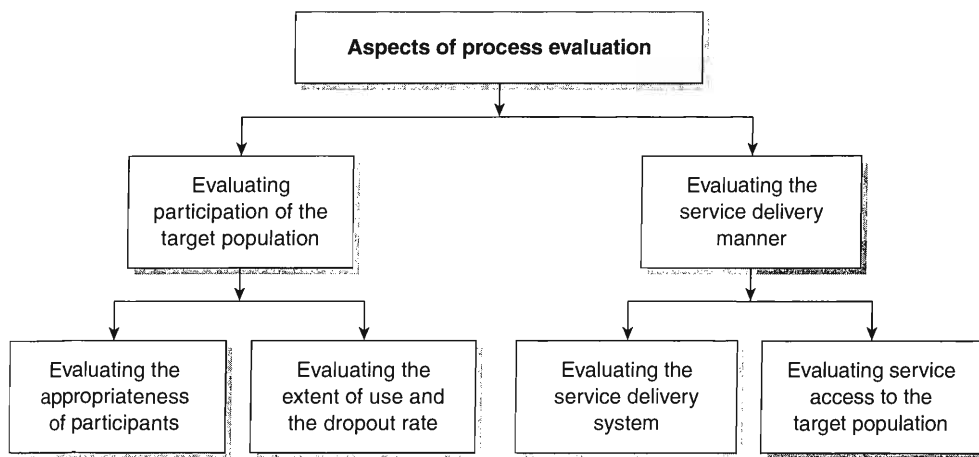 Aspects of process evaluation
Evaluating
participation of the
target population
Evaluating the
service delivery
manner
Evaluating the
appropriateness
of participants
Evaluating the
extent of use and
the dropout rate
Evaluating the
service delivery
system
Evaluating service
access to the
target population